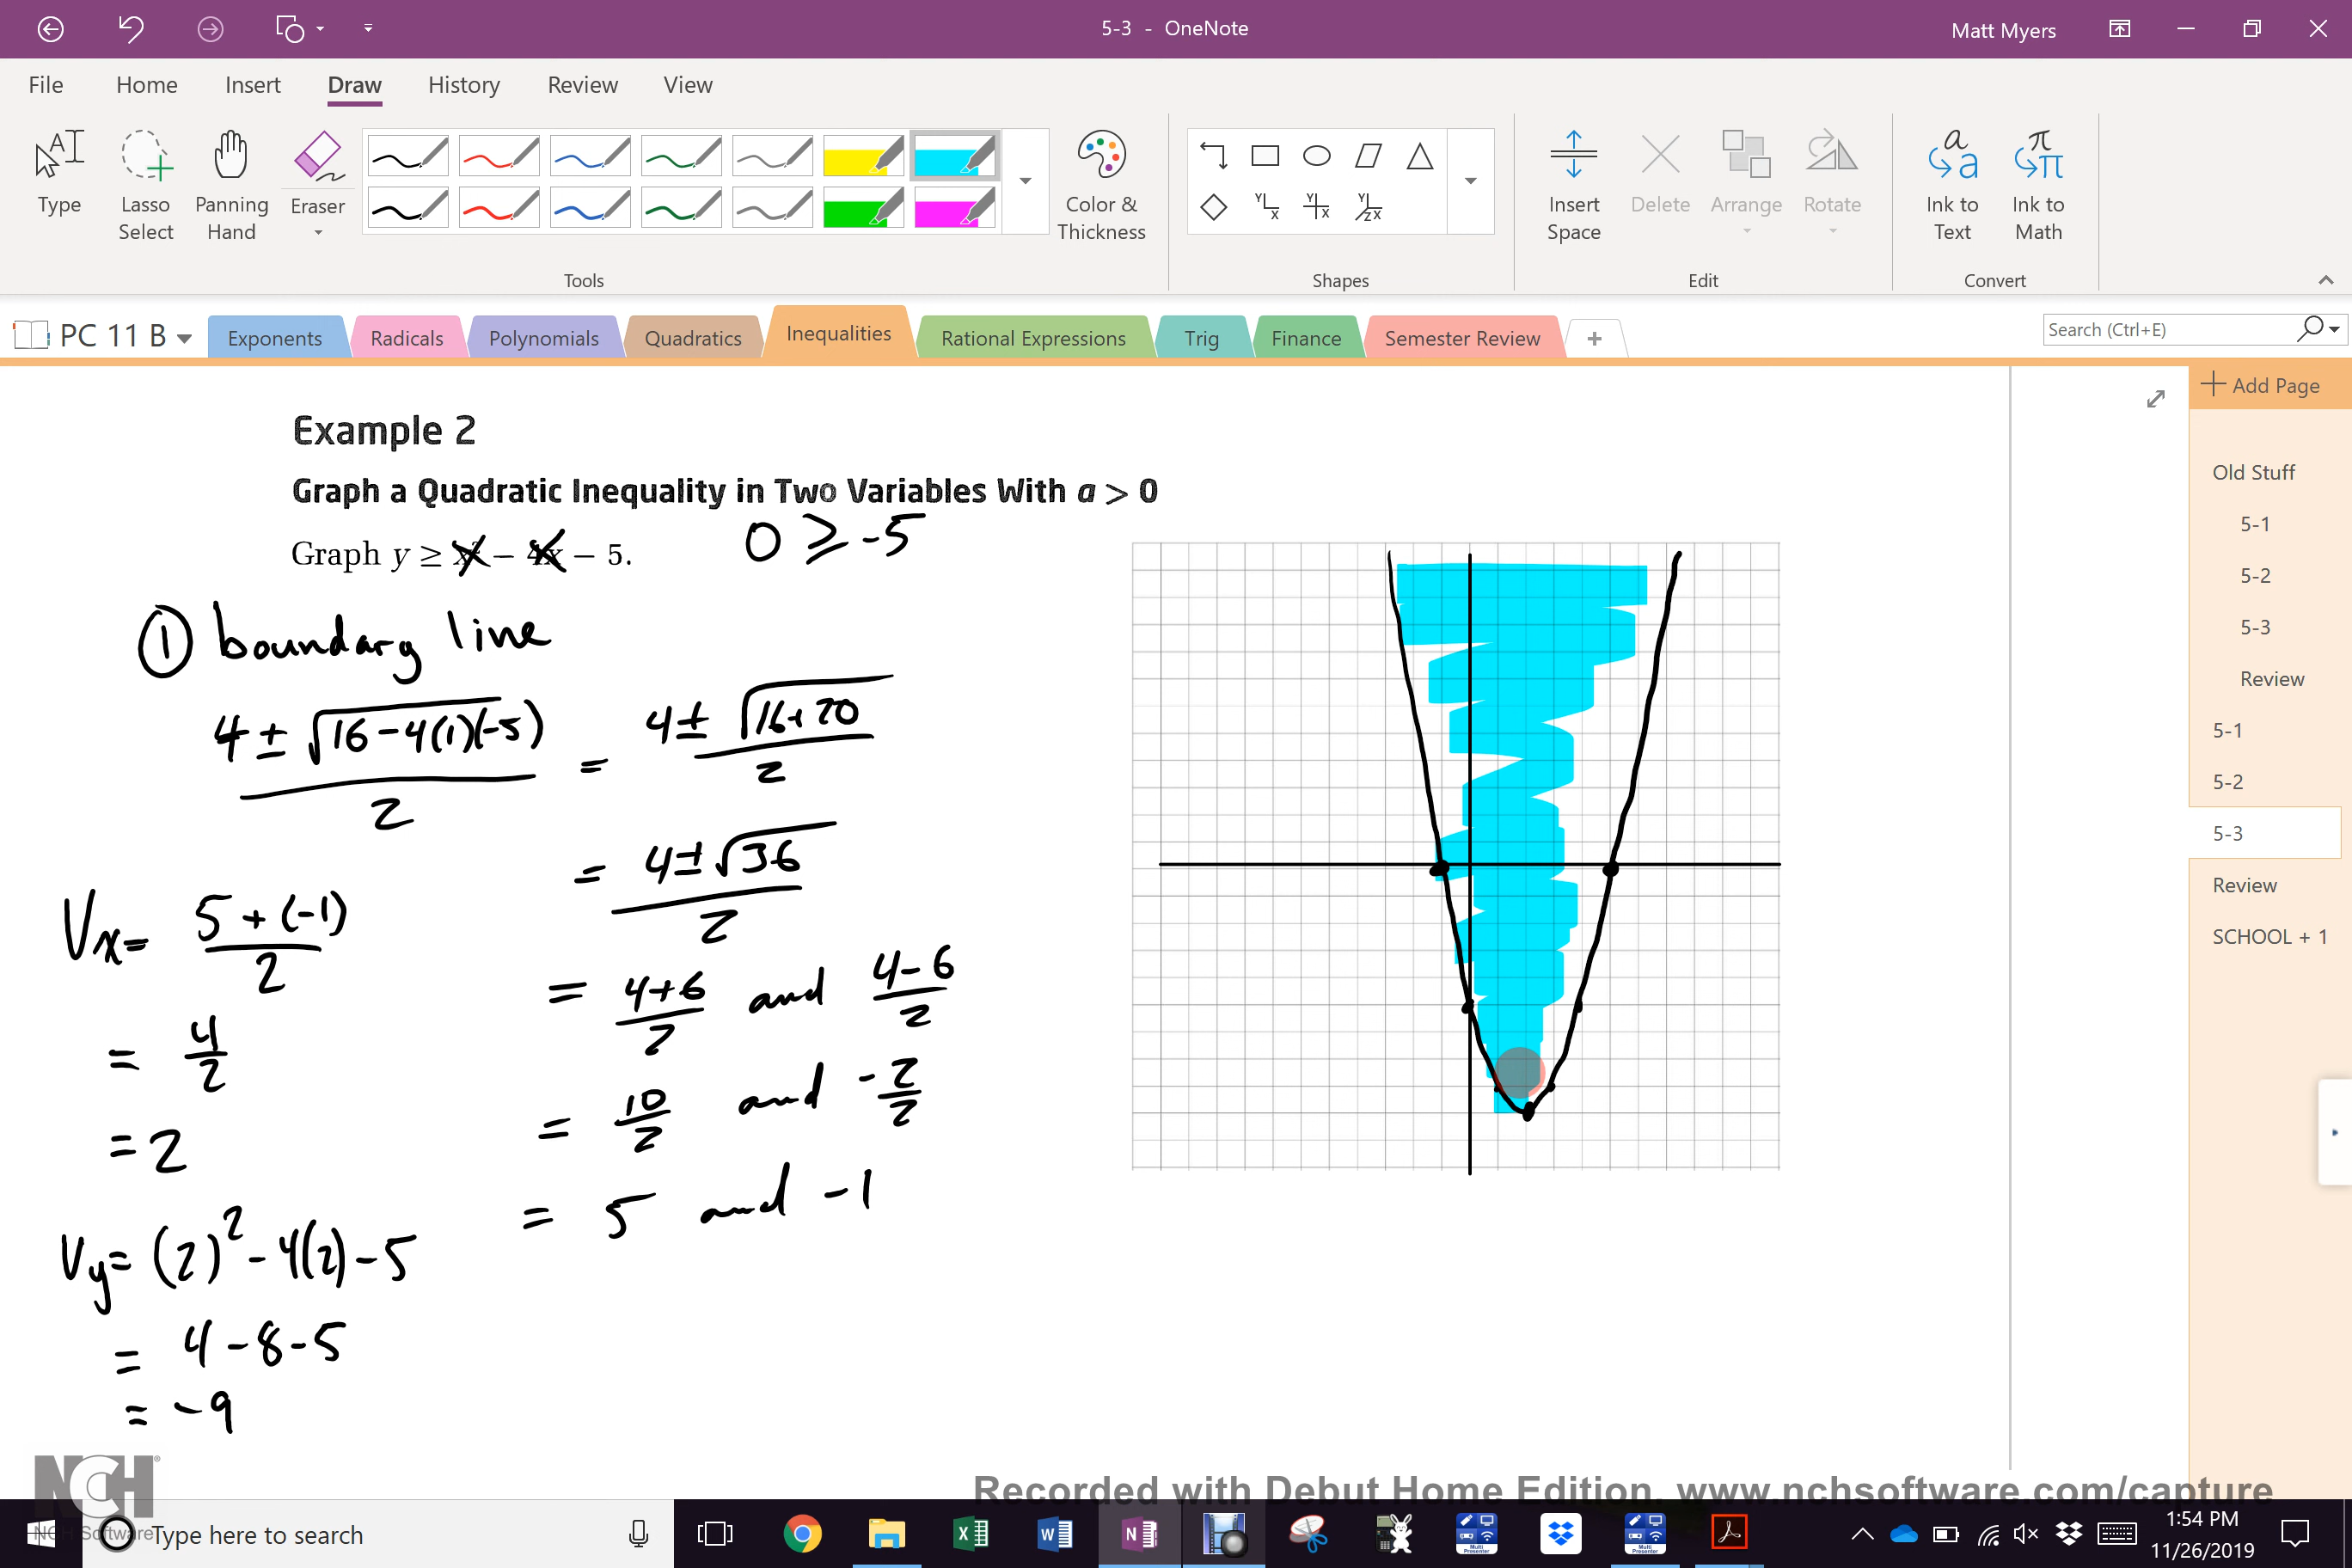 5-3 - OneNote
Matt Myers
File Home Insert Draw History Review View
Type
Lasso Select
Panning Hand
Eraser
Color & Thickness
Insert Space
Delete
Arrange
Rotate
Ink to Text
Ink to Math
Tools
Shapes
Edit
Convert
PC 11 B
Exponents Radicals Polynomials Quadratics Inequalities Rational Expressions Trig Finance Semester Review +
Search (Ctrl+E)
Add Page
Old Stuff
5-1
5-2
5-3
Review
5-1
5-2
5-3
Review
SCHOOL + 1
Example 2
Graph a Quadratic Inequality in Two Variables With a > 0
Graph y ≥ x² − 4x − 5.
0 ≥ -5
① boundary line
4 ± √16 - 4(1)(-5) / 2 = 4 ± √16 + 20 / 2
= 4 ± √36 / 2
= 4+6 / 2 and 4-6 / 2
= 10 / 2 and -2 / 2
= 5 and -1
Vx = 5 + (-1) / 2
= 4 / 2
= 2
Vy = (2)² - 4(2) - 5
= 4 - 8 - 5
= -9
NCH®
NCH Software
Recorded with Debut Home Edition. www.nchsoftware.com/capture
Type here to search
1:54 PM
11/26/2019